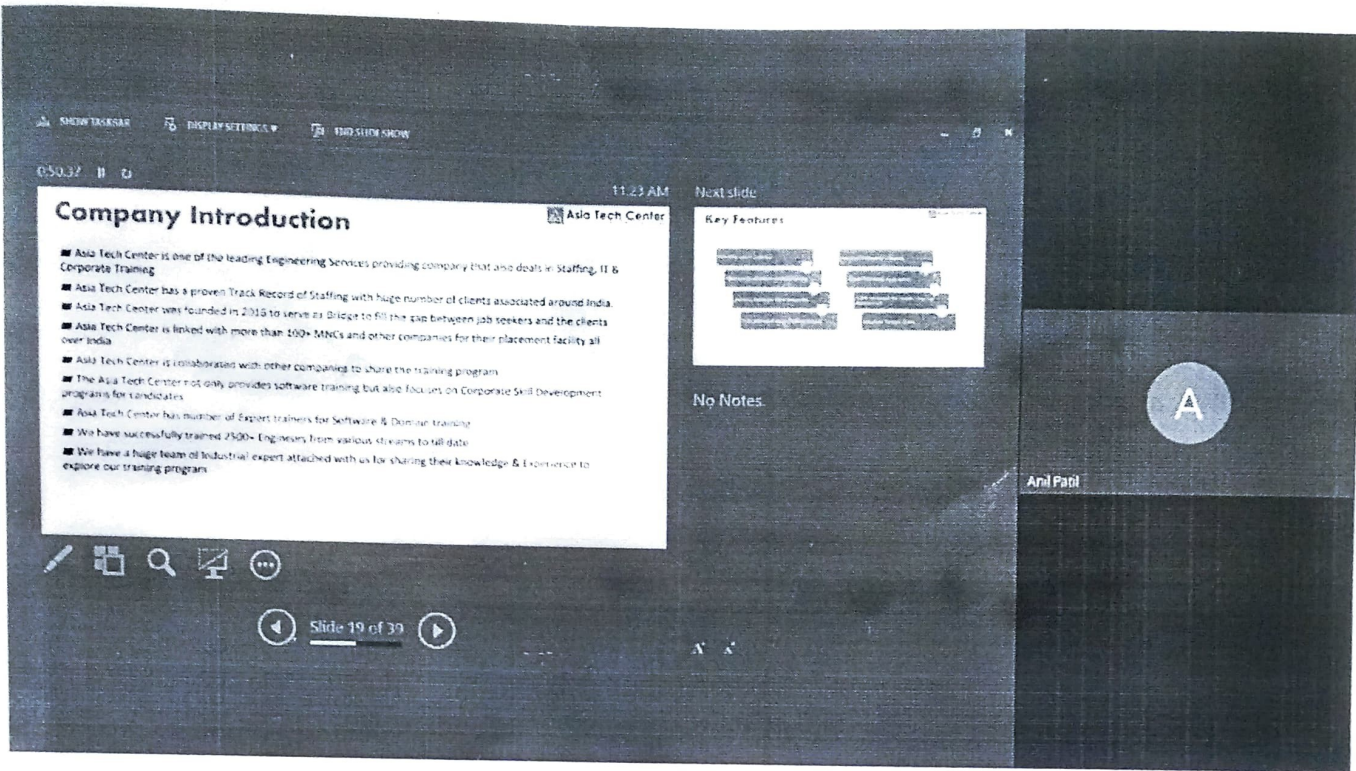 SHOW TASKBAR DISPLAY SETTINGS ▼ END SLIDE SHOW
0:50:37
11:23 AM
Next slide
Company Introduction
Asia Tech Center
Asia Tech Center is one of the leading Engineering Services providing company that also deals in Staffing, IT &
Corporate Training
Asia Tech Center has a proven Track Record of Staffing with huge number of clients associated around India.
Asia Tech Center was founded in 2016 to serve as Bridge to fill the gap between job seekers and the clients
Asia Tech Center is linked with more than 100+ MNCs and other companies for their placement facility all
over India
Asia Tech Center is collaborated with other companies to share the training program
The Asia Tech Center not only provides software training but also focuses on Corporate Skill Development
programs for candidates
Asia Tech Center has number of Expert trainers for Software & Domain training
We have successfully trained 2500+ Engineers from various streams to till date
We have a huge team of Industrial expert attached with us for sharing their knowledge & Experience to
explore our training program
Key Features
No Notes.
A
Anil Patil
Slide 19 of 39
A A